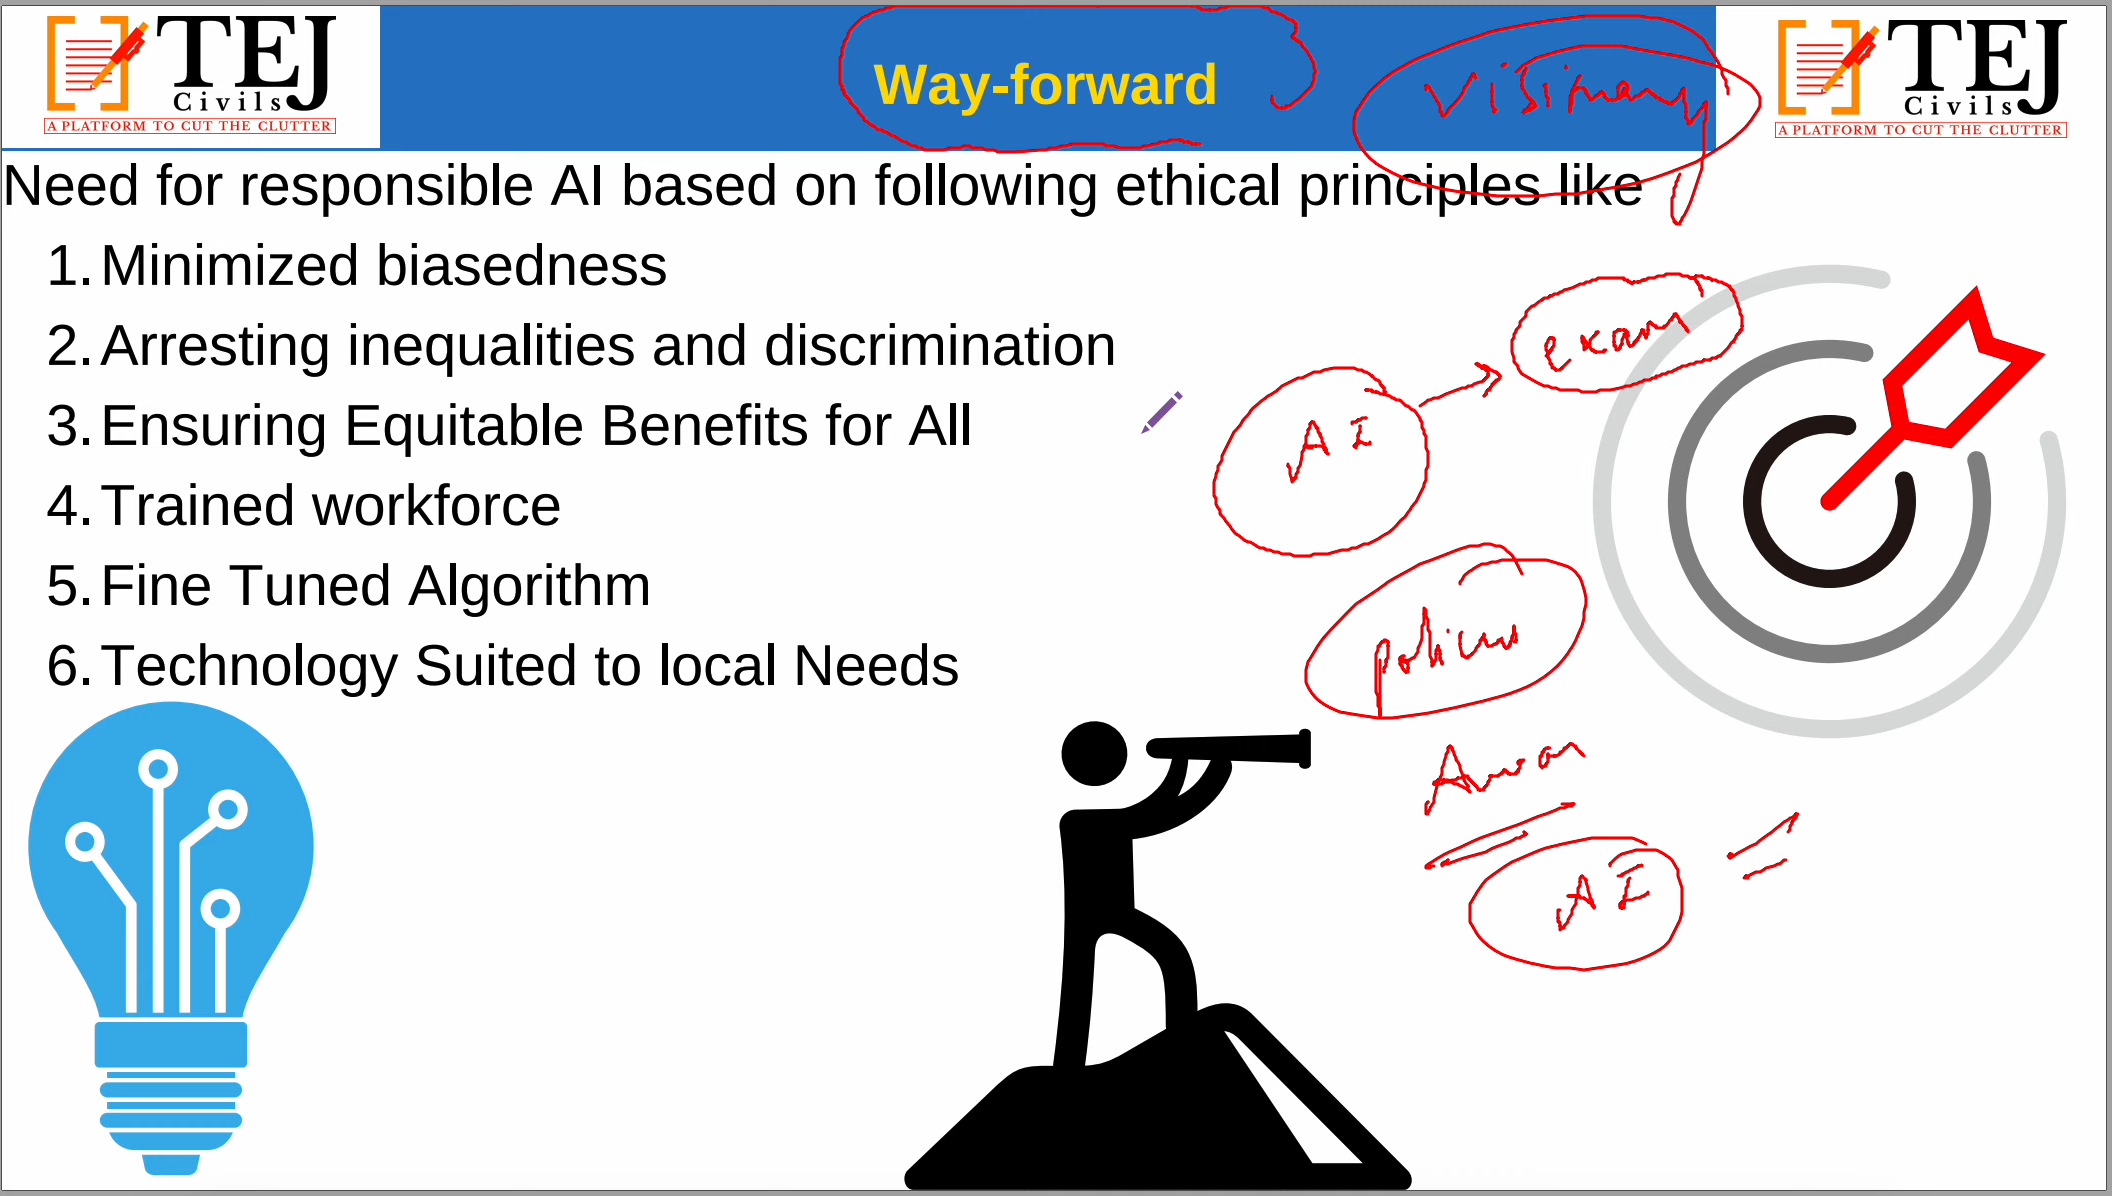 TEJ
Civils
A PLATFORM TO CUT THE CLUTTER
Way-forward
visionary
TEJ
Civils
A PLATFORM TO CUT THE CLUTTER
Need for responsible AI based on following ethical principles like
1. Minimized biasedness
2. Arresting inequalities and discrimination
3. Ensuring Equitable Benefits for All
4. Trained workforce
5. Fine Tuned Algorithm
6. Technology Suited to local Needs
exam
AI
policies
AI